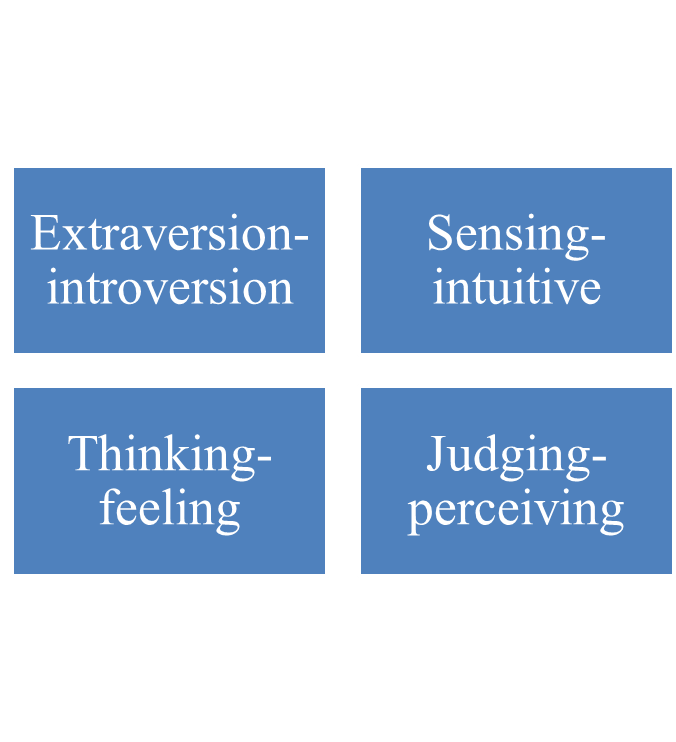 Extraversion-
introversion
Sensing-
intuitive
Thinking-
feeling
Judging-
perceiving